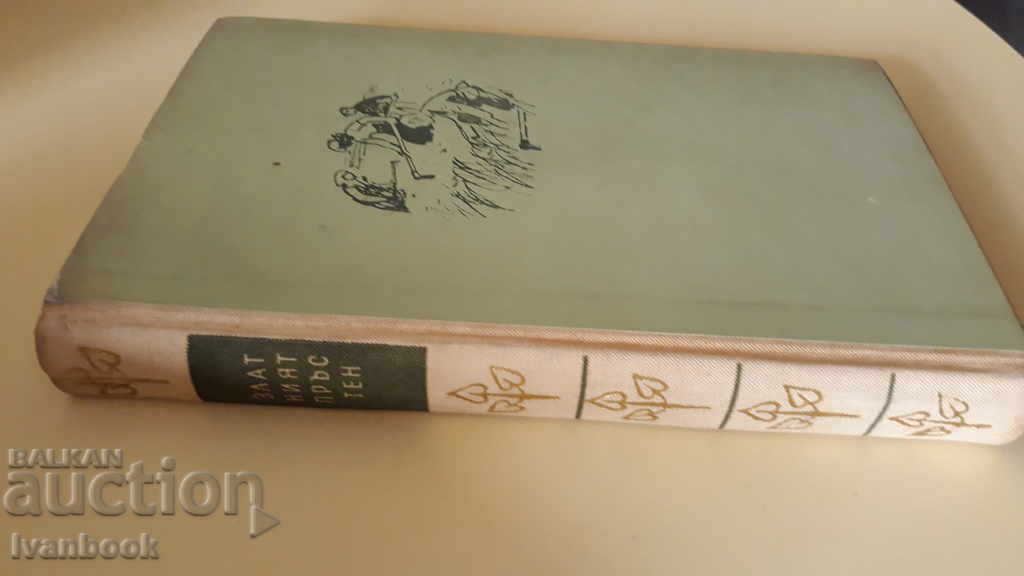 ЗЛАТ
НИЯТ
ПРЪС
ТЕН
BALKAN
auction
Ivanbook